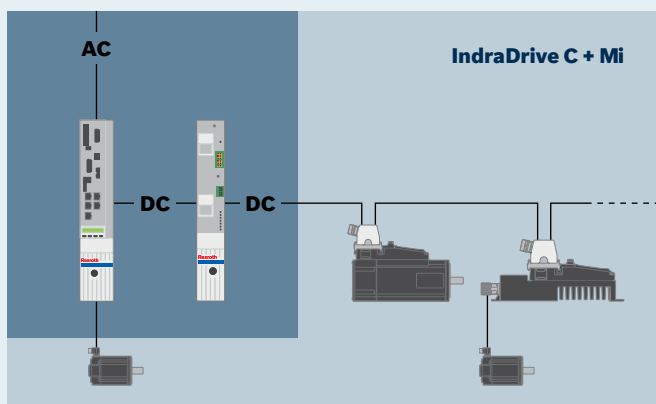 AC
IndraDrive C + Mi
DC
DC
Rexroth
Rexroth